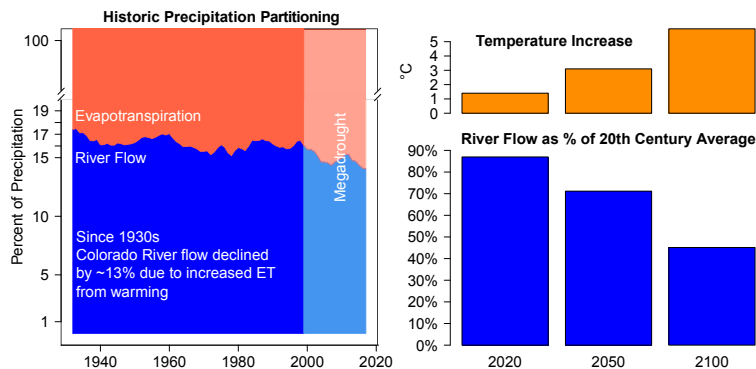 Historic Precipitation Partitioning
Percent of Precipitation
100
19
17
15
10
5
1
Evapotranspiration
River Flow
Megadrought
Since 1930s
Colorado River flow declined
by ~13% due to increased ET
from warming
1940
1960
1980
2000
2020
Temperature Increase
°C
5
4
3
2
1
0
River Flow as % of 20th Century Average
90%
80%
70%
60%
50%
40%
30%
20%
10%
0%
2020
2050
2100